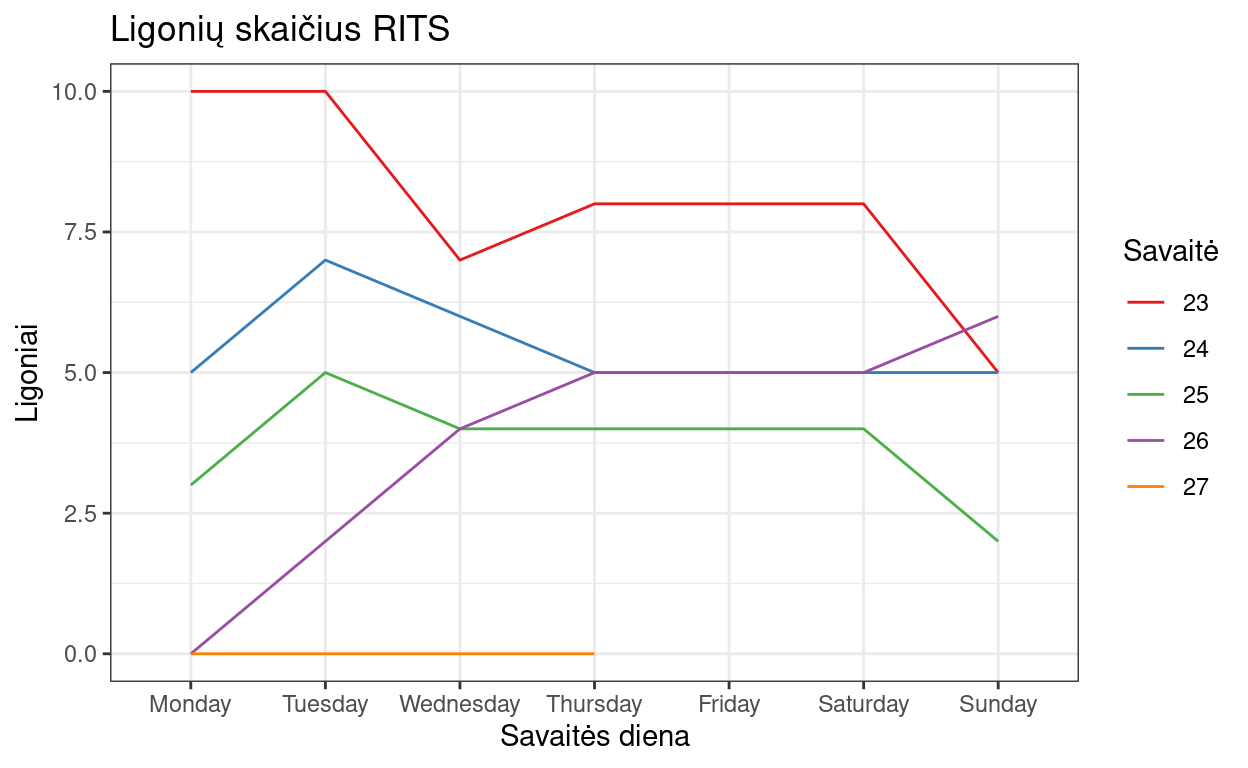 Ligonių skaičius RITS
10.0
7.5
5.0
2.5
0.0
Ligoniai
Monday Tuesday Wednesday Thursday Friday Saturday Sunday
Savaitės diena
Savaitė
23
24
25
26
27